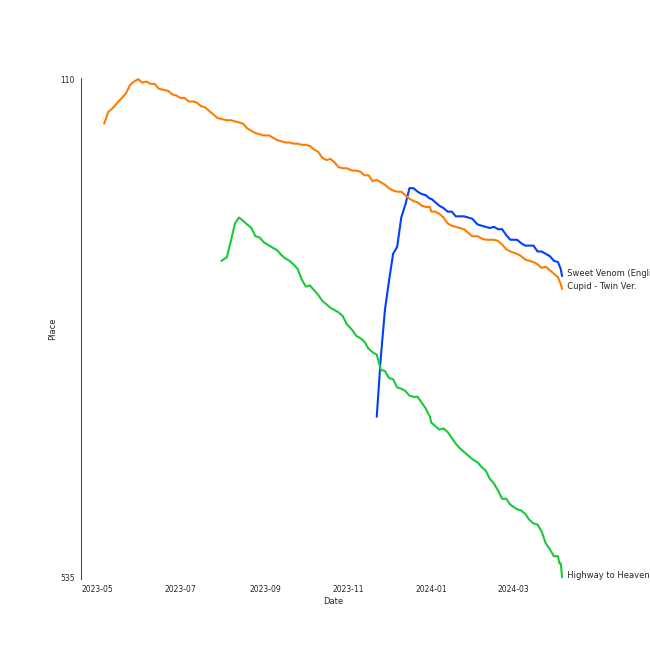 110
Place
535
2023-05 2023-07 2023-09 2023-11 2024-01 2024-03
Date
Sweet Venom (Engli
Cupid - Twin Ver.
Highway to Heaven